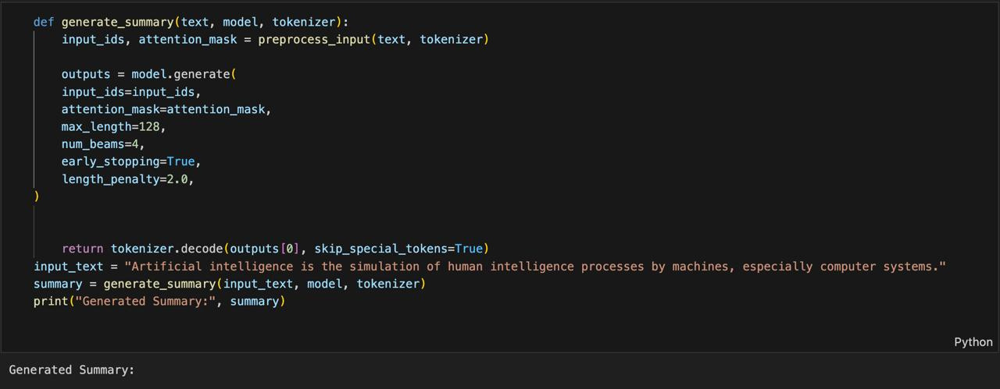 def generate_summary(text, model, tokenizer):
    input_ids, attention_mask = preprocess_input(text, tokenizer)

    outputs = model.generate(
    input_ids=input_ids,
    attention_mask=attention_mask,
    max_length=128,
    num_beams=4,
    early_stopping=True,
    length_penalty=2.0,
)

    return tokenizer.decode(outputs[0], skip_special_tokens=True)
input_text = "Artificial intelligence is the simulation of human intelligence processes by machines, especially computer systems."
summary = generate_summary(input_text, model, tokenizer)
print("Generated Summary:", summary)
Python
Generated Summary: